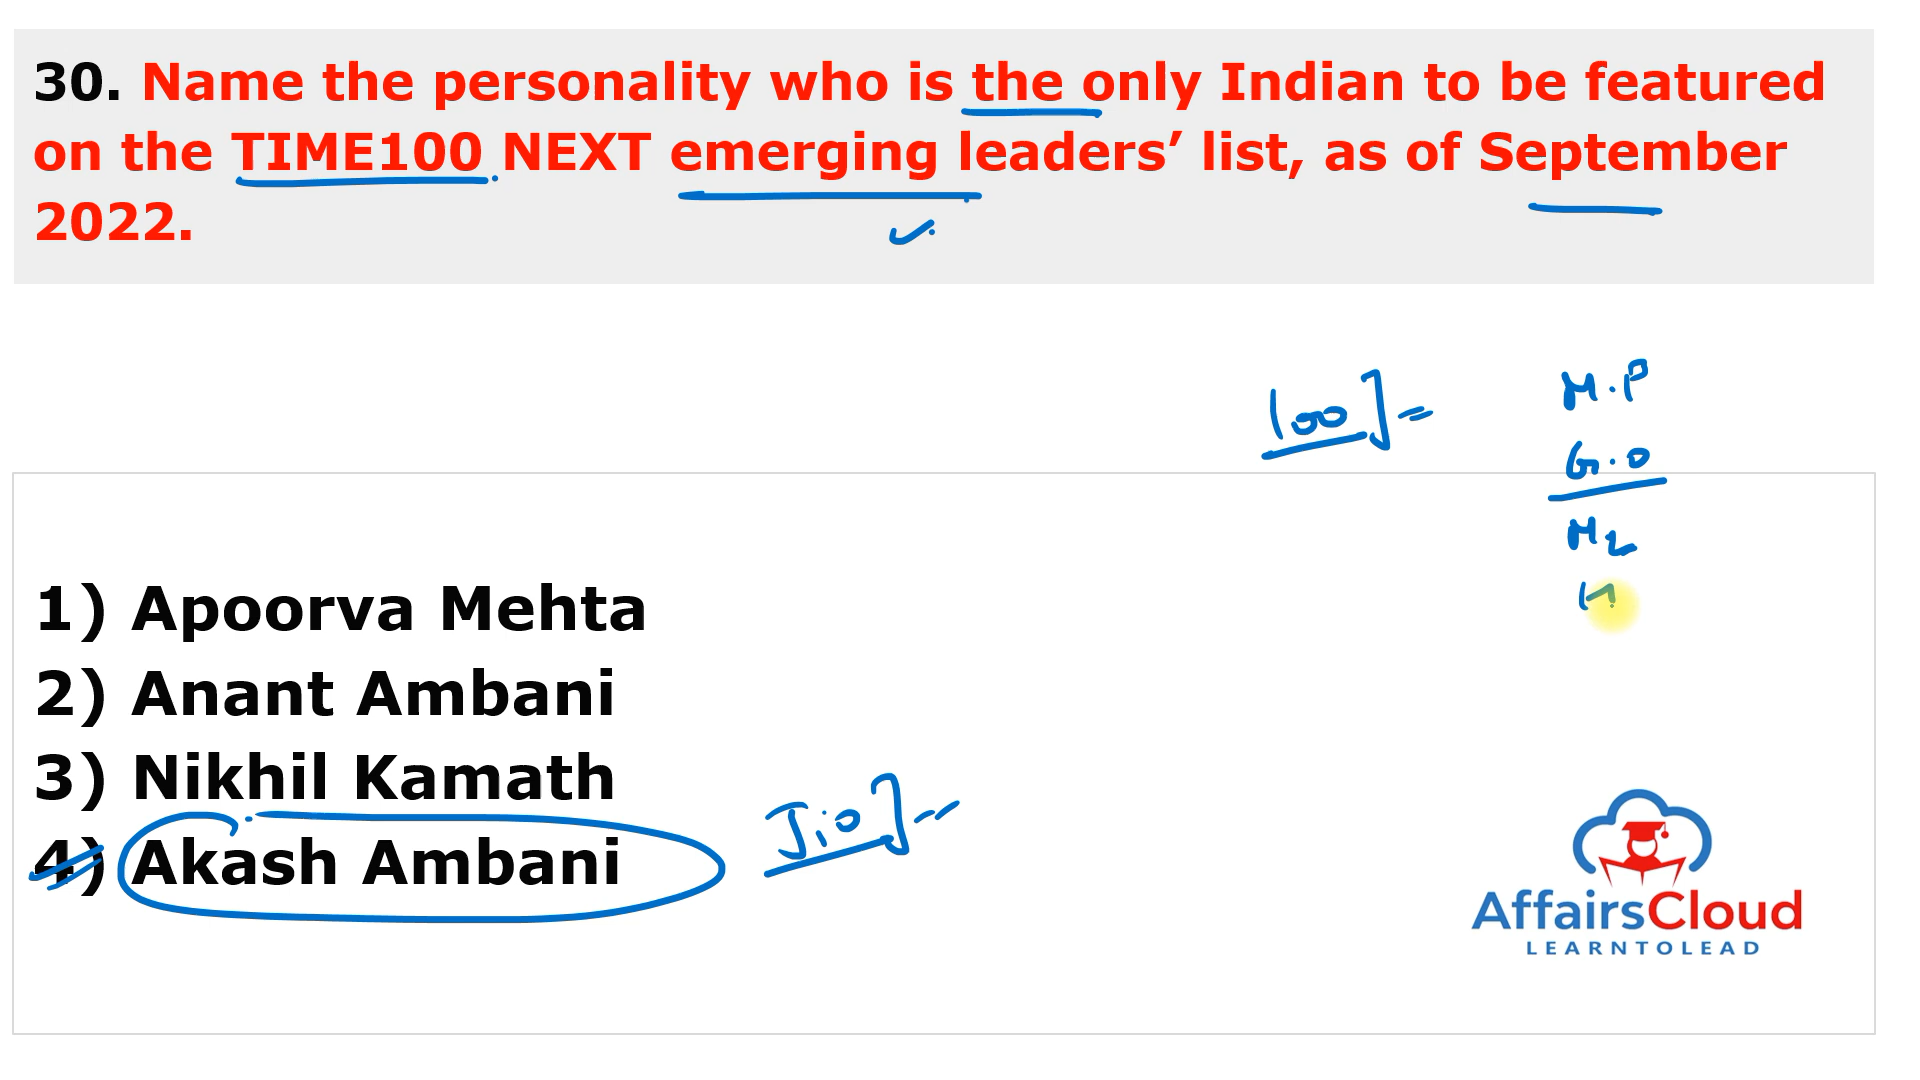 30. Name the personality who is the only Indian to be featured
on the TIME100 NEXT emerging leaders’ list, as of September
2022.
100] =
M.P
G.O
M2
1) Apoorva Mehta
2) Anant Ambani
3) Nikhil Kamath
4) Akash Ambani
Jio]
AffairsCloud
LEARNTOLEAD